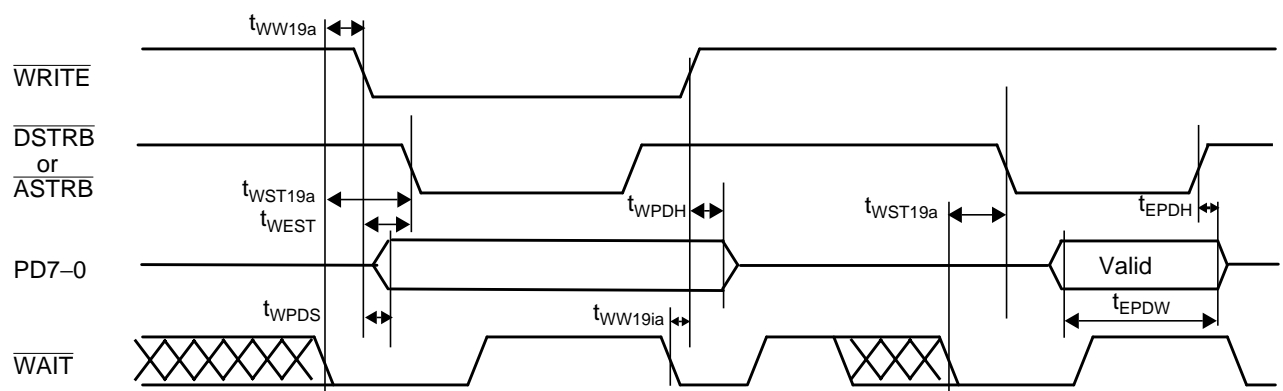 tWW19a
WRITE
DSTRB
or
ASTRB
tWST19a
tWEST
tWPDH
tWST19a
tEPDH
PD7–0
Valid
tWPDS
tWW19ia
tEPDW
WAIT